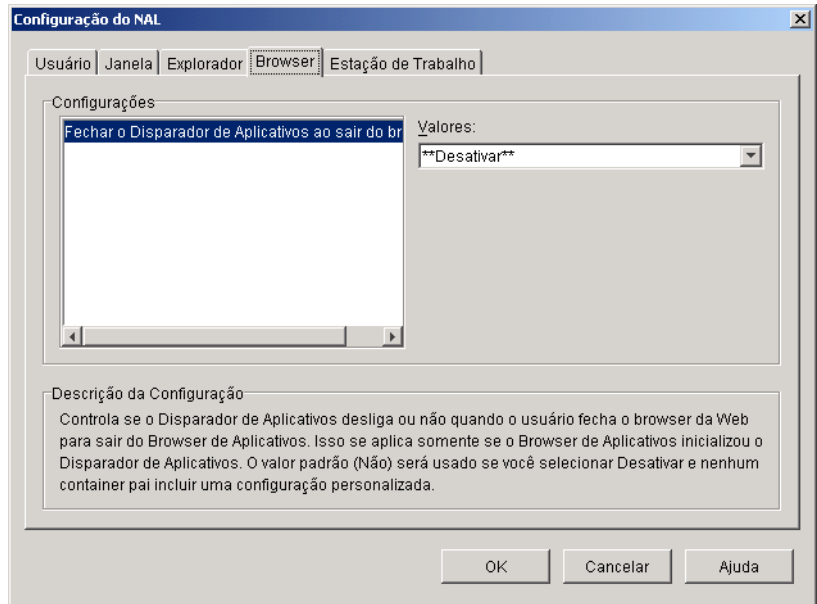 Configuração do NAL
Usuário Janela Explorador Browser Estação de Trabalho
Configurações
Fechar o Disparador de Aplicativos ao sair do br
Valores:
**Desativar**
Descrição da Configuração
Controla se o Disparador de Aplicativos desliga ou não quando o usuário fecha o browser da Web
para sair do Browser de Aplicativos. Isso se aplica somente se o Browser de Aplicativos inicializou o
Disparador de Aplicativos. O valor padrão (Não) será usado se você selecionar Desativar e nenhum
container pai incluir uma configuração personalizada.
OK Cancelar Ajuda